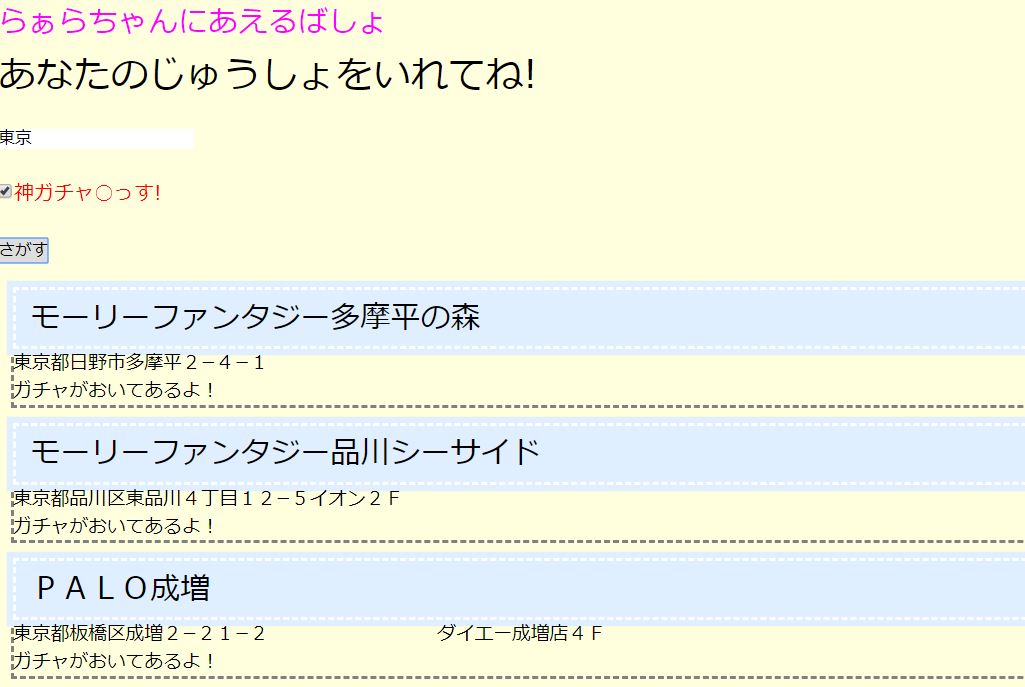 らぁらちゃんにあえるばしょ
あなたのじゅうしょをいれてね!
東京
神ガチャ○っす!
さがす
モーリーファンタジー多摩平の森
東京都日野市多摩平２－４－１
ガチャがおいてあるよ！
モーリーファンタジー品川シーサイド
東京都品川区東品川４丁目１２－５イオン２Ｆ
ガチャがおいてあるよ！
ＰＡＬＯ成増
東京都板橋区成増２－２１－２　　　　　　　　　ダイエー成増店４Ｆ
ガチャがおいてあるよ！